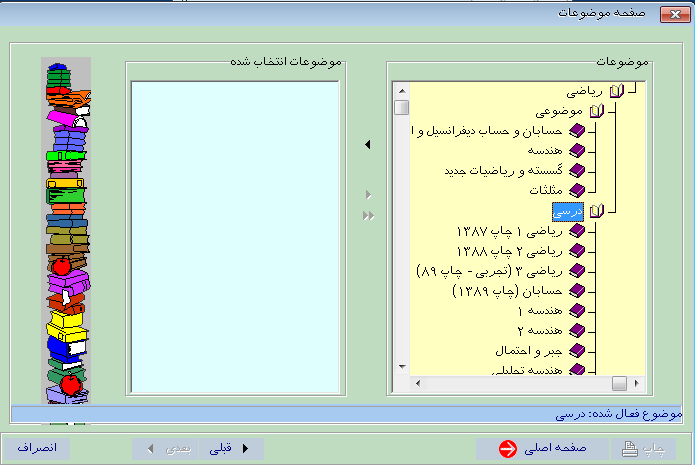 صفحه موضوعات
موضوعات
ریاضی
موضوعی
حسابان و حساب دیفرانسیل و ا
هندسه
گسسته و ریاضیات جدید
مثلثات
درسی
ریاضی ۱ چاپ ۱۳۸۷
ریاضی ۲ چاپ ۱۳۸۸
ریاضی ۳ (تجربی - چاپ ۸۹)
حسابان (چاپ ۱۳۸۹)
هندسه ۱
هندسه ۲
جبر و احتمال
هندسه تحلیلی
موضوعات انتخاب شده
موضوع فعال شده: درسی
چاپ
صفحه اصلی
قبلی
بعدی
انصراف